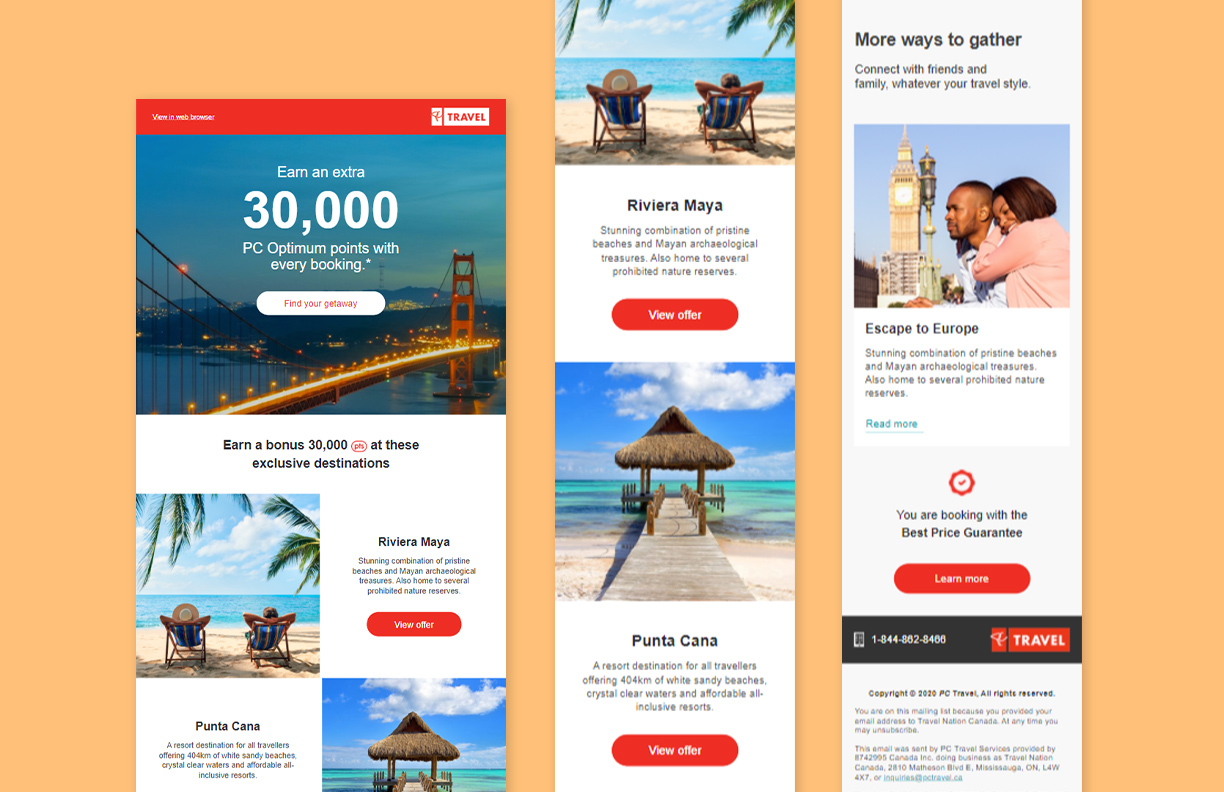 View in web browser
TRAVEL
Earn an extra
30,000
PC Optimum points with
every booking.*
Find your getaway
Earn a bonus 30,000 pts at these
exclusive destinations
Riviera Maya
Stunning combination of pristine
beaches and Mayan archaeological
treasures. Also home to several
prohibited nature reserves.
View offer
Punta Cana
A resort destination for all travellers
offering 404km of white sandy beaches,
crystal clear waters and affordable all-
inclusive resorts.
Riviera Maya
Stunning combination of pristine
beaches and Mayan archaeological
treasures. Also home to several
prohibited nature reserves.
View offer
Punta Cana
A resort destination for all travellers
offering 404km of white sandy beaches,
crystal clear waters and affordable all-
inclusive resorts.
View offer
More ways to gather
Connect with friends and
family, whatever your travel style.
Escape to Europe
Stunning combination of pristine beaches
and Mayan archaeological treasures.
Also home to several prohibited nature
reserves.
Read more
You are booking with the
Best Price Guarantee
Learn more
1-844-862-8466
TRAVEL
Copyright © 2020 PC Travel, All rights reserved.
You are on this mailing list because you provided your
email address to Travel Nation Canada. At any time you
may unsubscribe.
This email was sent by PC Travel Services provided by
8742995 Canada Inc. doing business as Travel Nation
Canada, 2810 Matheson Blvd E, Mississauga, ON, L4W
4X7, or inquiries@pctravel.ca